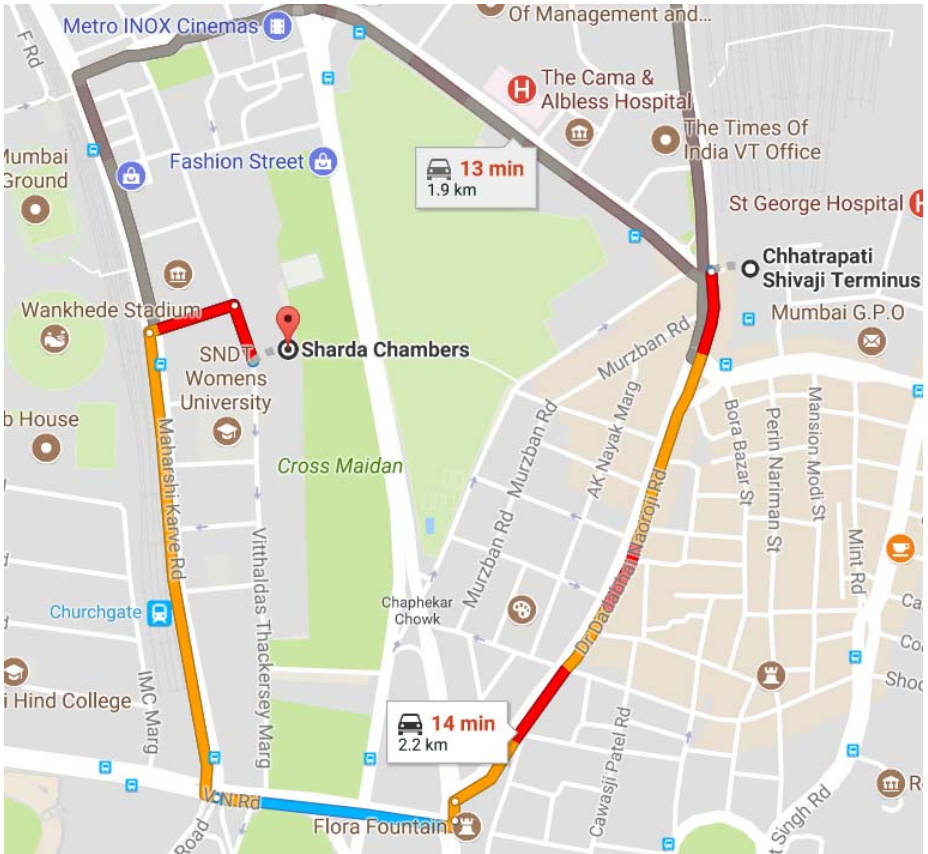 Of Management and...
Metro INOX Cinemas
F Rd
The Cama &
Albless Hospital
The Times Of
India VT Office
Fashion Street
13 min
1.9 km
Mumbai
Ground
St George Hospital
Chhatrapati
Shivaji Terminus
Wankhede Stadium
Mumbai G.P.O
Murzban Rd
Sharda Chambers
SNDT
Womens
University
AK Nayak Marg
Bora Bazar St
Perin Nariman St
Mansion Modi St
b House
Maharshi Karve Rd
Cross Maidan
Murzban Rd
Murzban Rd
Dr Dadabhai Naoroji Rd
Mint Rd
Vitthaldas Thackersey Marg
Chaphekar
Chowk
Churchgate
Ca
Col
Shoo
IMC Marg
i Hind College
14 min
2.2 km
Cawasji Patel Rd
V N Rd
Flora Fountain
Road
t Singh Rd
R